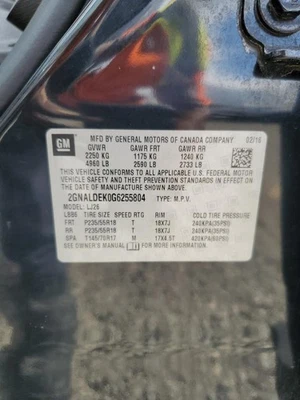 GM
MFD BY GENERAL MOTORS OF CANADA COMPANY 02/16
GVWR GAWR FRT GAWR RR
2250 KG 1175 KG 1240 KG
4960 LB 2590 LB 2733 LB
THIS VEHICLE CONFORMS TO ALL APPLICABLE U.S. FEDERAL MOTOR
VEHICLE SAFETY AND THEFT PREVENTION STANDARDS IN EFFECT ON
THE DATE OF MANUFACTURE SHOWN ABOVE.
2GNALDEK0G6255804 TYPE: M.P.V.
MODEL: LJ26
TIRE SIZE SPEED RTG RIM COLD TIRE PRESSURE
FRT P235/55R18 T 18X7J 240KPA(35PSI)
RR P235/55R18 T 18X7J 240KPA(35PSI)
SPA T145/70R17 M 17X4.5T 420KPA(60PSI)
SEE OWNER'S MANUAL FOR MORE INFORMATION.